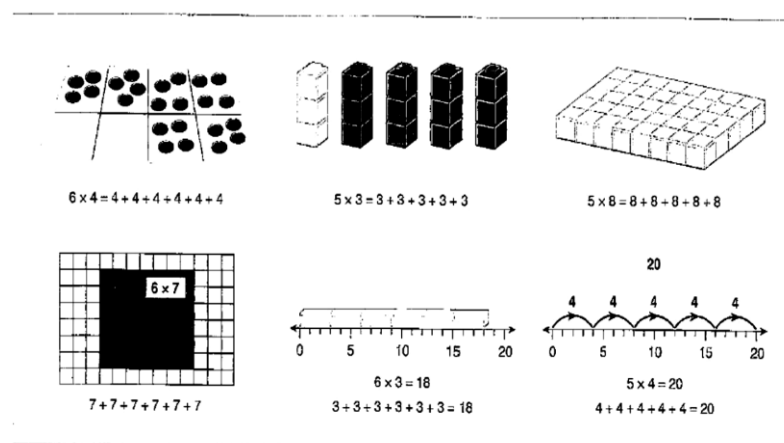 6 x 4 = 4 + 4 + 4 + 4 + 4 + 4
5 x 3 = 3 + 3 + 3 + 3 + 3
5 x 8 = 8 + 8 + 8 + 8 + 8
6 x 7
7 + 7 + 7 + 7 + 7 + 7
0 5 10 15 20
6 x 3 = 18
3 + 3 + 3 + 3 + 3 + 3 = 18
20
4 4 4 4 4
0 5 10 15 20
5 x 4 = 20
4 + 4 + 4 + 4 + 4 = 20